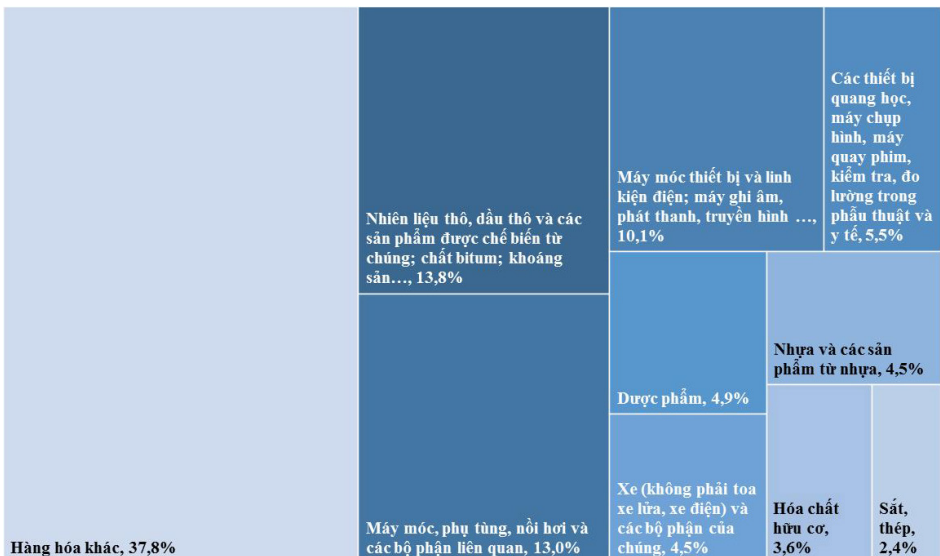 Hàng hóa khác, 37,8%
Nhiên liệu thô, dầu thô và các
sản phẩm được chế biến từ
chúng; chất bitum; khoáng
sản…, 13,8%
Máy móc, phụ tùng, nồi hơi và
các bộ phận liên quan, 13,0%
Máy móc thiết bị và linh
kiện điện; máy ghi âm,
phát thanh, truyền hình …,
10,1%
Các thiết bị
quang học,
máy chụp
hình, máy
quay phim,
kiểm tra, đo
lường trong
phẫu thuật và
y tế, 5,5%
Dược phẩm, 4,9%
Xe (không phải toa
xe lửa, xe điện) và
các bộ phận của
chúng, 4,5%
Nhựa và các sản
phẩm từ nhựa, 4,5%
Hóa chất
hữu cơ,
3,6%
Sắt,
thép,
2,4%